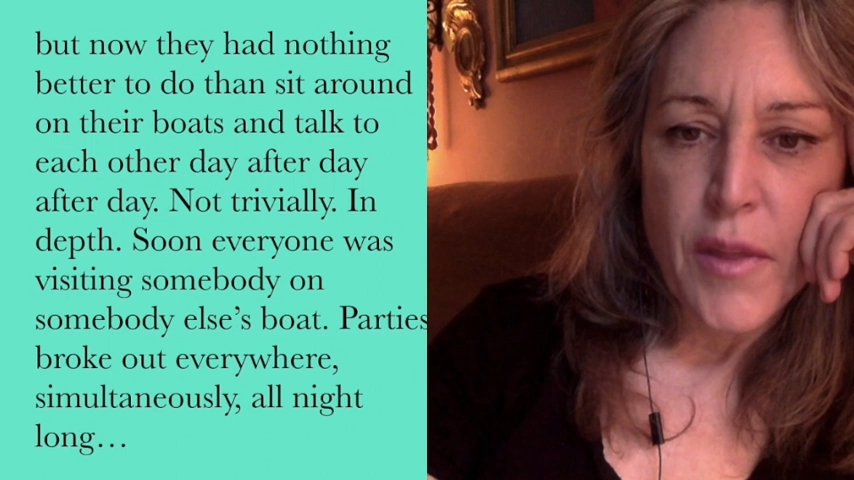 but now they had nothing
better to do than sit around
on their boats and talk to
each other day after day
after day. Not trivially. In
depth. Soon everyone was
visiting somebody on
somebody else’s boat. Parties
broke out everywhere,
simultaneously, all night
long…